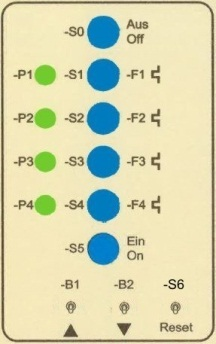 -S0 Aus
Off
-P1 -S1 -F1
-P2 -S2 -F2
-P3 -S3 -F3
-P4 -S4 -F4
-S5 Ein
On
-B1 -B2 -S6
Reset